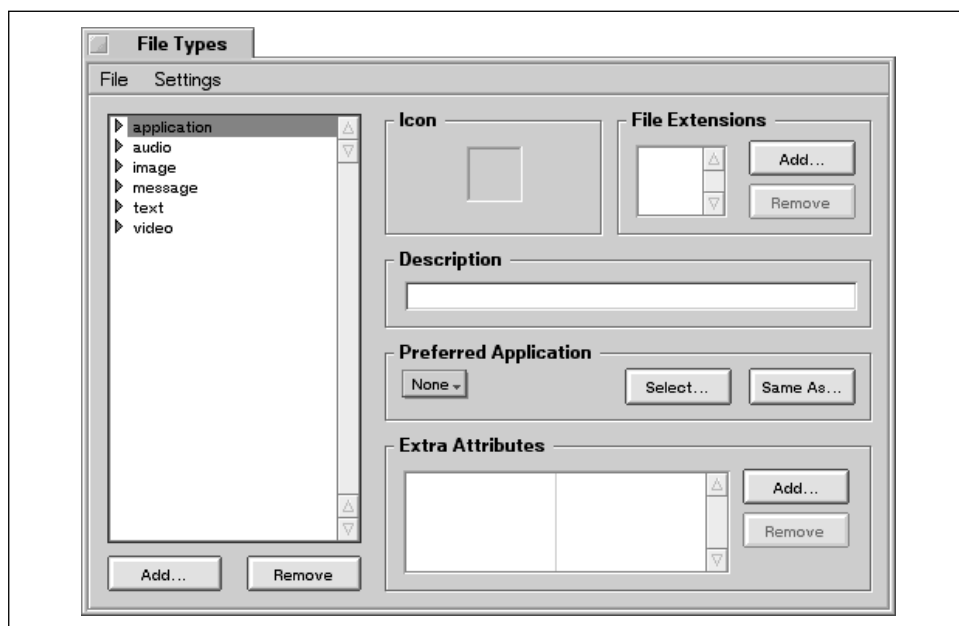 File Types
File Settings
application
audio
image
message
text
video
Add...
Remove
Icon
File Extensions
Add...
Remove
Description
Preferred Application
None
Select...
Same As...
Extra Attributes
Add...
Remove